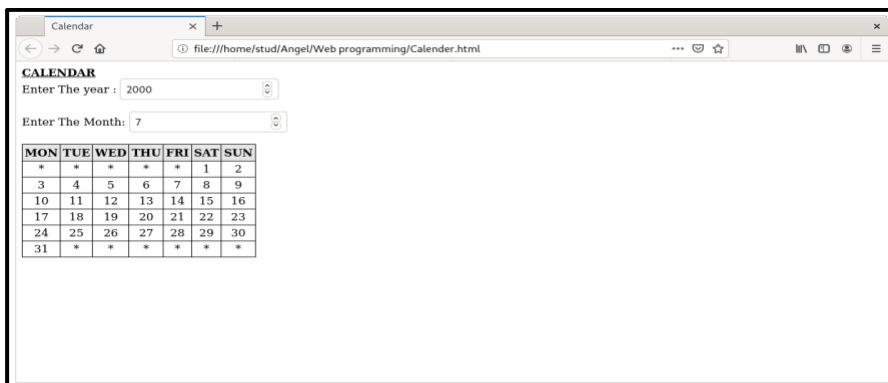 Calendar
file:///home/stud/Angel/Web programming/Calender.html
CALENDAR
Enter The year : 2000
Enter The Month: 7
MON TUE WED THU FRI SAT SUN
* * * * * 1 2
3 4 5 6 7 8 9
10 11 12 13 14 15 16
17 18 19 20 21 22 23
24 25 26 27 28 29 30
31 * * * * * *